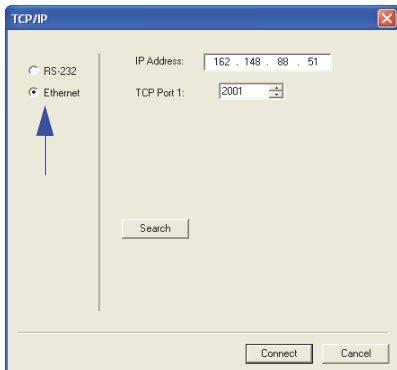 TCP/IP
RS-232
Ethernet
IP Address: 162 . 148 . 88 . 51
TCP Port 1: 2001
Search
Connect Cancel